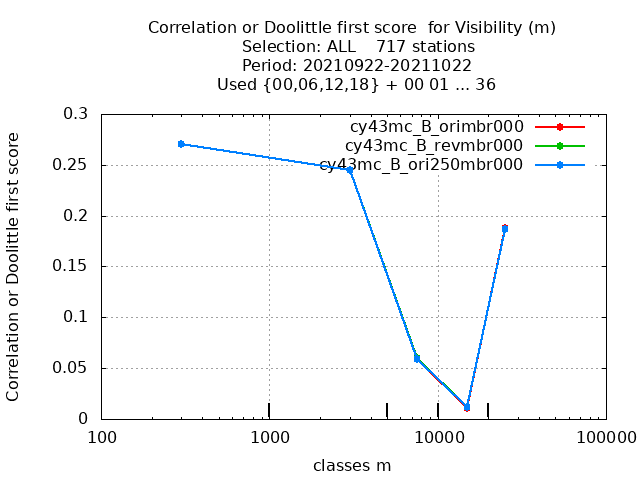 Correlation or Doolittle first score  for Visibility (m)
Selection: ALL    717 stations
Period: 20210922-20211022
Used {00,06,12,18} + 00 01 ... 36
Correlation or Doolittle first score
0.3
0.25
0.2
0.15
0.1
0.05
0
cy43mc_B_orimbr000
cy43mc_B_revmbr000
cy43mc_B_ori250mbr000
100
1000
10000
100000
classes m